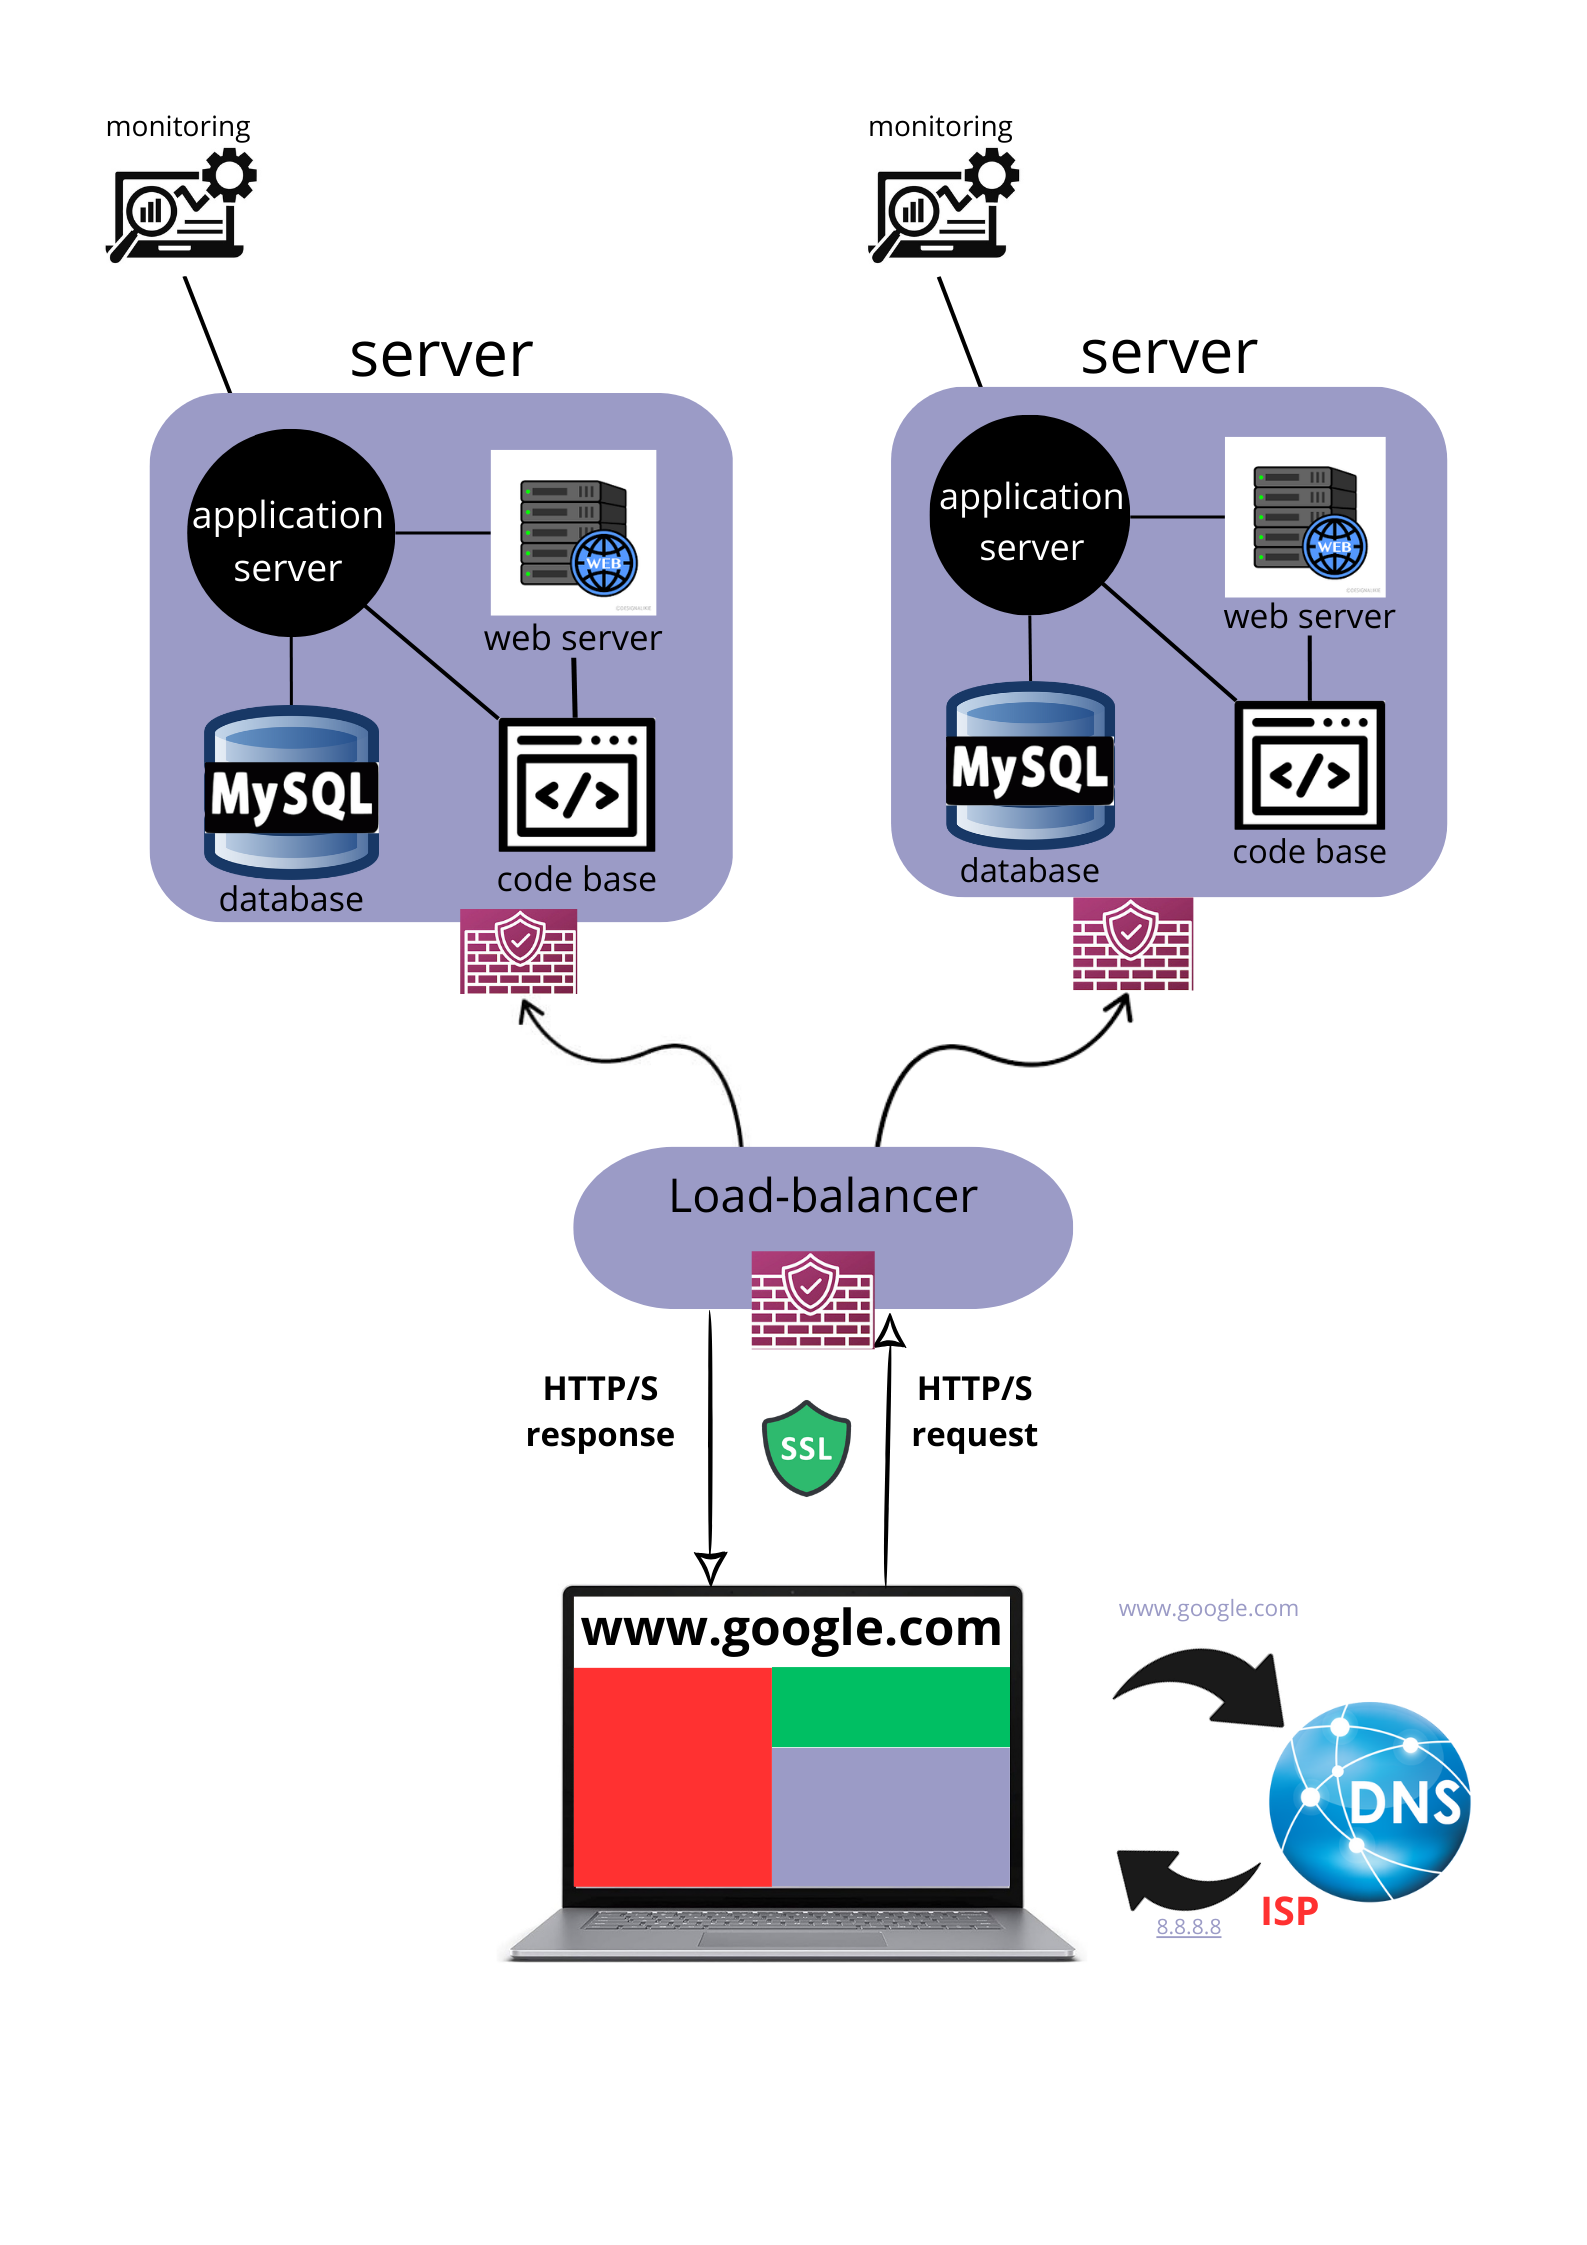 monitoring
monitoring
server
server
application
server
WEB
web server
MySQL
database
code base
application
server
WEB
web server
MySQL
database
code base
Load-balancer
HTTP/S
response
SSL
HTTP/S
request
www.google.com
www.google.com
DNS
ISP
8.8.8.8